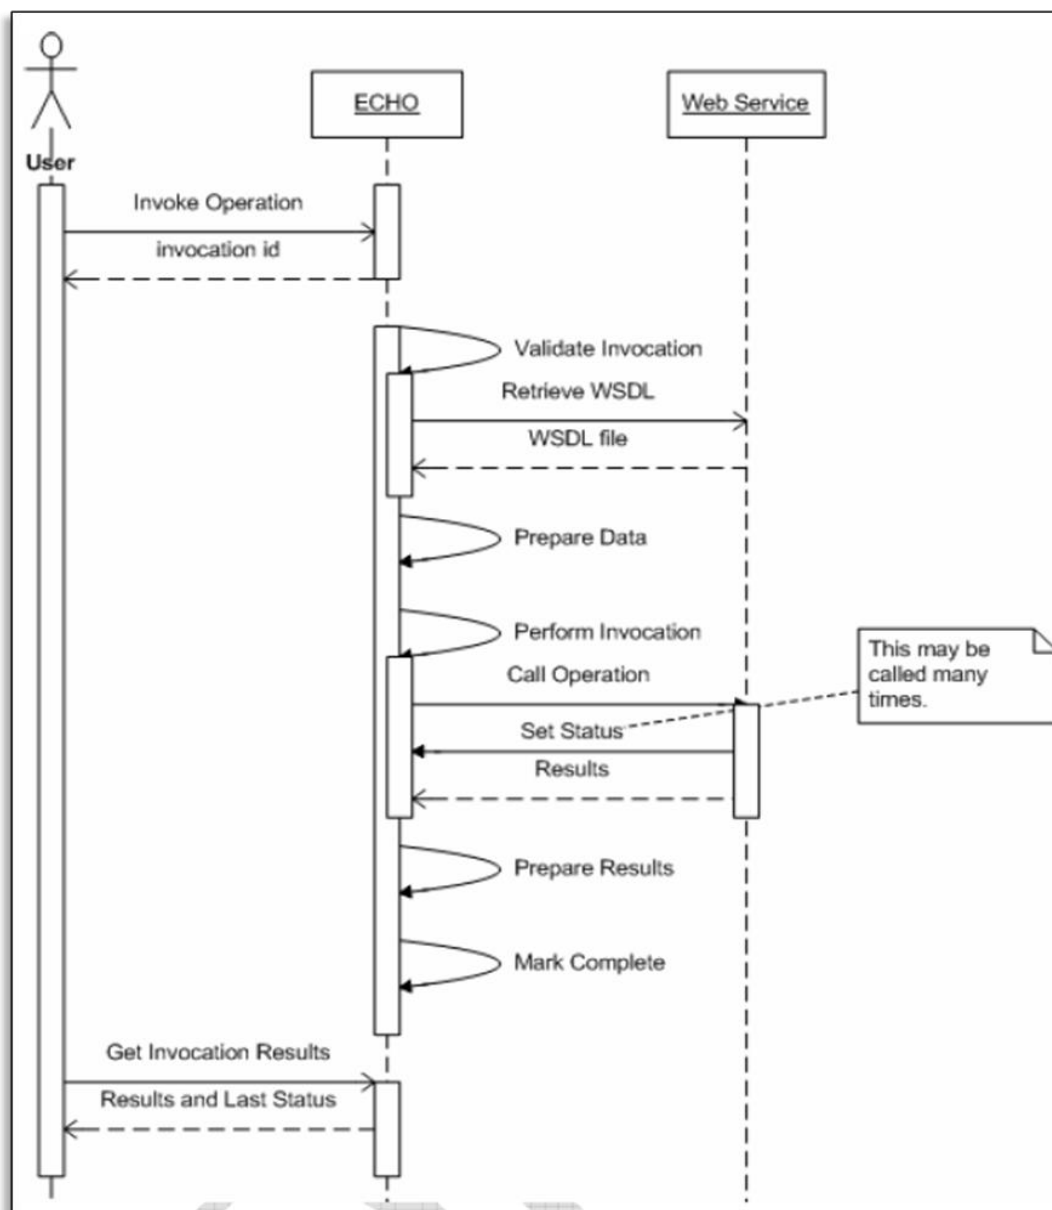 ECHO
Web Service
User
Invoke Operation
invocation id
Validate Invocation
Retrieve WSDL
WSDL file
Prepare Data
Perform Invocation
This may be
called many
times.
Call Operation
Set Status
Results
Prepare Results
Mark Complete
Get Invocation Results
Results and Last Status